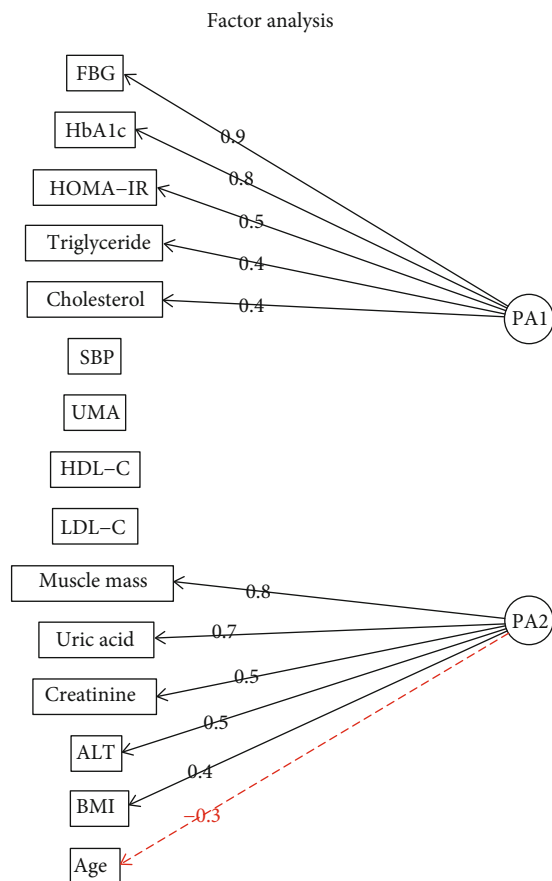 Factor analysis
FBG
0.9
HbA1c
0.8
HOMA−IR
0.5
Triglyceride
0.4
Cholesterol
0.4
PA1
SBP
UMA
HDL−C
LDL−C
Muscle mass
0.8
PA2
Uric acid
0.7
Creatinine
0.5
ALT
0.5
BMI
0.4
−0.3
Age